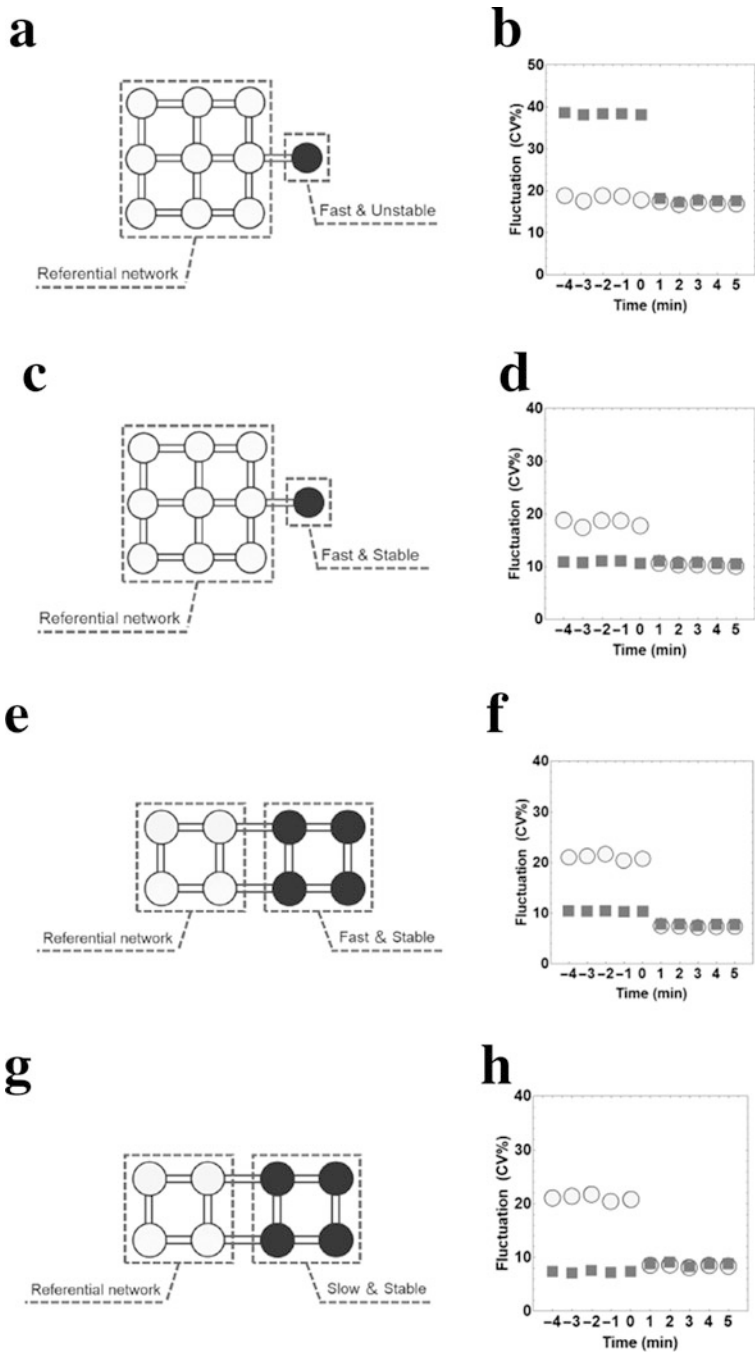 a
Fast & Unstable
Referential network
b
50
40
30
20
10
0
Fluctuation (CV%)
−4 −3 −2 −1 0 1 2 3 4 5
Time (min)
c
Fast & Stable
Referential network
d
40
30
20
10
0
Fluctuation (CV%)
−4 −3 −2 −1 0 1 2 3 4 5
Time (min)
e
Referential network
Fast & Stable
f
40
30
20
10
0
Fluctuation (CV%)
−4 −3 −2 −1 0 1 2 3 4 5
Time (min)
g
Referential network
Slow & Stable
h
40
30
20
10
0
Fluctuation (CV%)
−4 −3 −2 −1 0 1 2 3 4 5
Time (min)